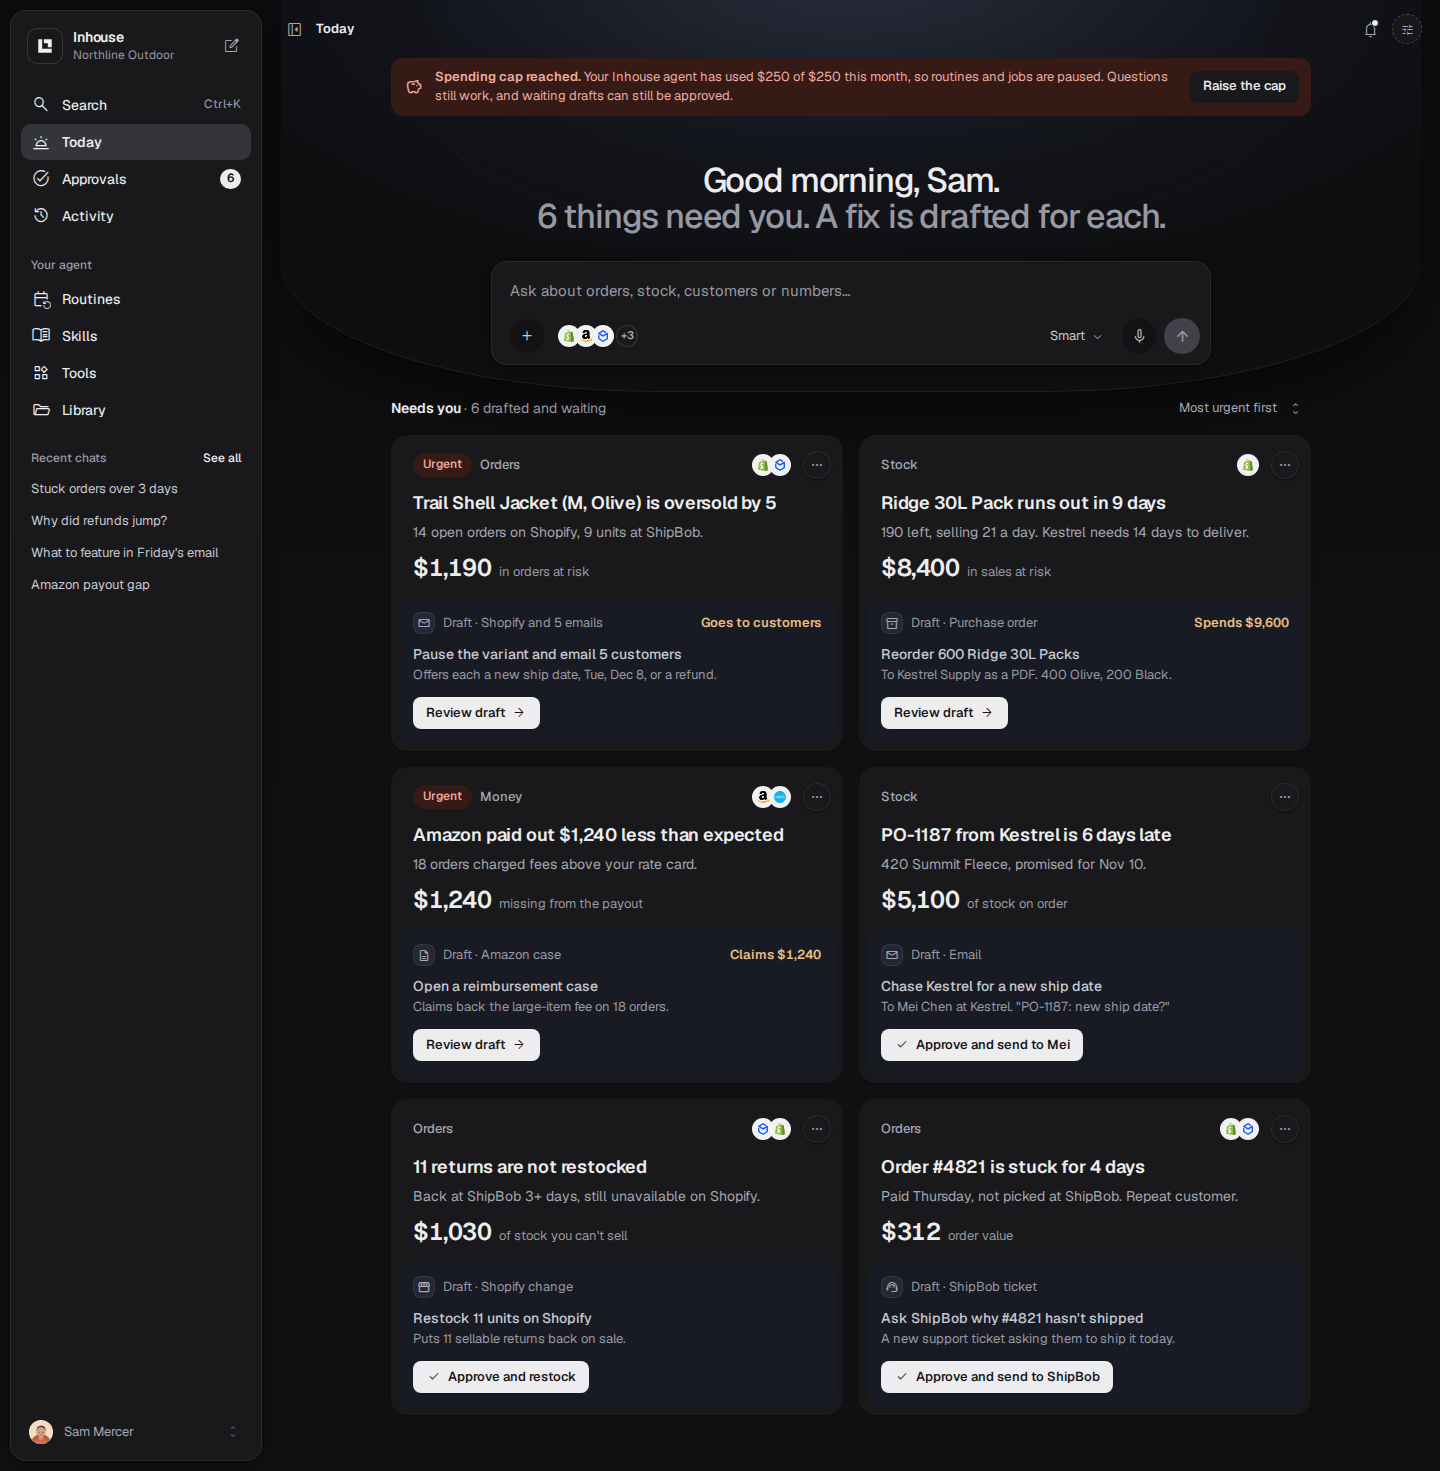 Inhouse
Northline Outdoor
Search
Ctrl+K
Today
Approvals
6
Activity
Your agent
Routines
Skills
Tools
Library
Recent chats
See all
Stuck orders over 3 days
Why did refunds jump?
What to feature in Friday's email
Amazon payout gap
Sam Mercer
Today
Spending cap reached. Your Inhouse agent has used $250 of $250 this month, so routines and jobs are paused. Questions
still work, and waiting drafts can still be approved.
Raise the cap
Good morning, Sam.
6 things need you. A fix is drafted for each.
Ask about orders, stock, customers or numbers...
+3
Smart
Needs you · 6 drafted and waiting
Most urgent first
Urgent
Orders
Trail Shell Jacket (M, Olive) is oversold by 5
14 open orders on Shopify, 9 units at ShipBob.
$1,190 in orders at risk
Draft · Shopify and 5 emails
Goes to customers
Pause the variant and email 5 customers
Offers each a new ship date, Tue, Dec 8, or a refund.
Review draft
Stock
Ridge 30L Pack runs out in 9 days
190 left, selling 21 a day. Kestrel needs 14 days to deliver.
$8,400 in sales at risk
Draft · Purchase order
Spends $9,600
Reorder 600 Ridge 30L Packs
To Kestrel Supply as a PDF. 400 Olive, 200 Black.
Review draft
Urgent
Money
Amazon paid out $1,240 less than expected
18 orders charged fees above your rate card.
$1,240 missing from the payout
Draft · Amazon case
Claims $1,240
Open a reimbursement case
Claims back the large-item fee on 18 orders.
Review draft
Stock
PO-1187 from Kestrel is 6 days late
420 Summit Fleece, promised for Nov 10.
$5,100 of stock on order
Draft · Email
Chase Kestrel for a new ship date
To Mei Chen at Kestrel. "PO-1187: new ship date?"
Approve and send to Mei
Orders
11 returns are not restocked
Back at ShipBob 3+ days, still unavailable on Shopify.
$1,030 of stock you can't sell
Draft · Shopify change
Restock 11 units on Shopify
Puts 11 sellable returns back on sale.
Approve and restock
Orders
Order #4821 is stuck for 4 days
Paid Thursday, not picked at ShipBob. Repeat customer.
$312 order value
Draft · ShipBob ticket
Ask ShipBob why #4821 hasn't shipped
A new support ticket asking them to ship it today.
Approve and send to ShipBob